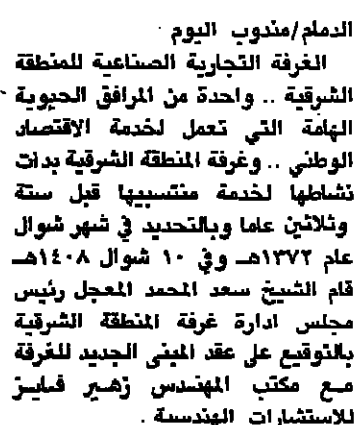 الدمام/مندوب اليوم
الغرفة التجارية الصناعية للمنطقة
الشرقية .. واحدة من المرافق الحيوية
الهامة التي تعمل لخدمة الاقتصاد
الوطني .. وغرفة المنطقة الشرقية بدات
نشاطها لخدمة منتسبيها قبل ستة
وثلاثين عاما وبالتحديد في شهر شوال
عام ١٣٧٢هـ وفي ١٠ شوال ١٤٠٨هـ
قام الشيخ سعد المحمد المعجل رئيس
مجلس ادارة غرفة المنطقة الشرقية
بالتوقيع على عقد المبنى الجديد للغرفة
مع مكتب المهندس زهير فايز
للاستشارات الهندسية .